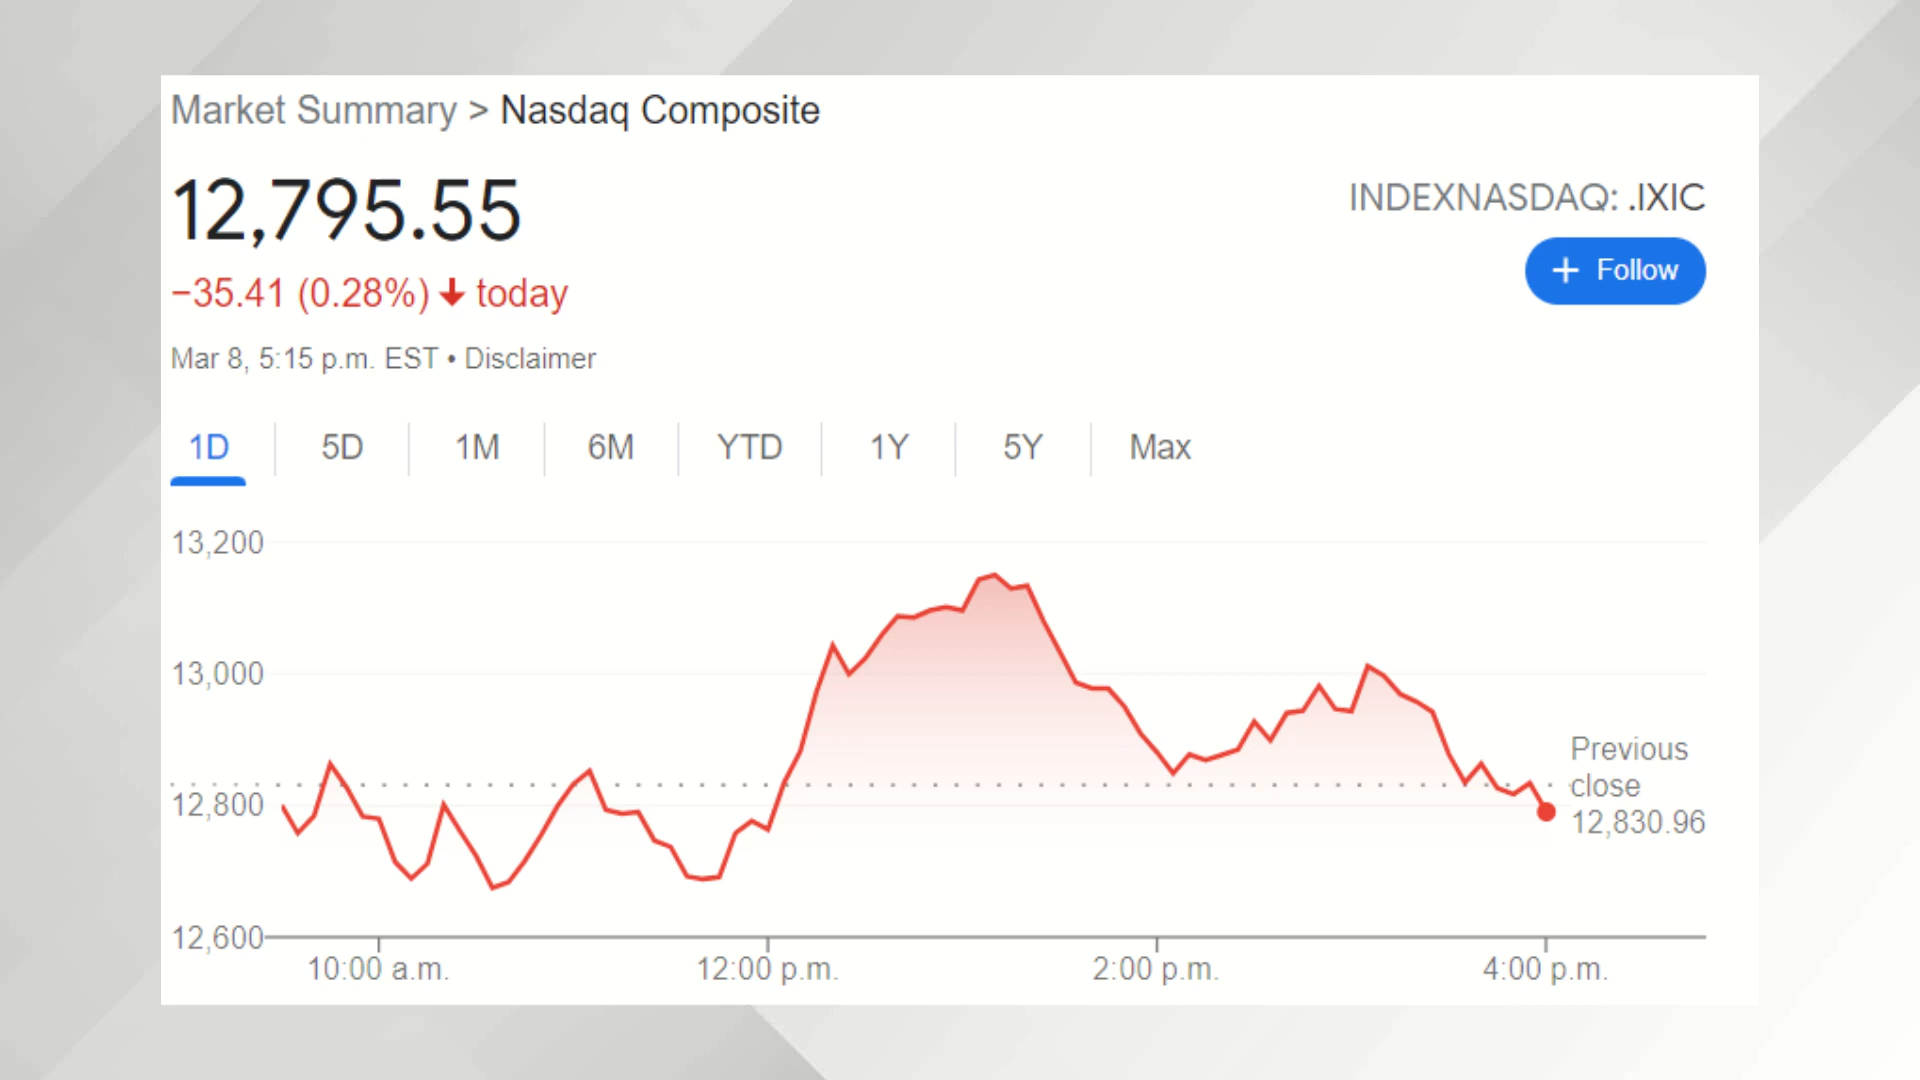 Market Summary > Nasdaq Composite
12,795.55
INDEXNASDAQ: .IXIC
−35.41 (0.28%) ↓ today
+ Follow
Mar 8, 5:15 p.m. EST • Disclaimer
1D 5D 1M 6M YTD 1Y 5Y Max
13,200
13,000
12,800
12,600
Previous
close
12,830.96
10:00 a.m. 12:00 p.m. 2:00 p.m. 4:00 p.m.